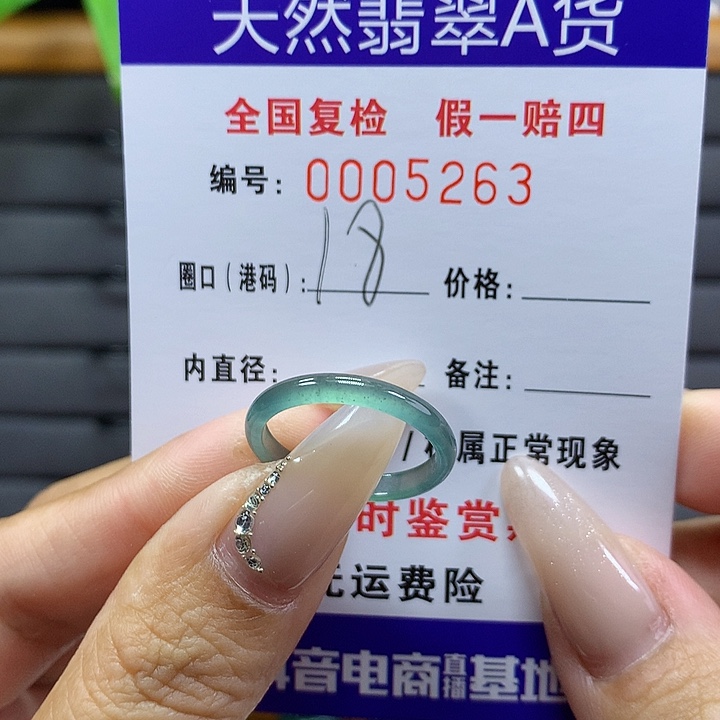 天然翡翠A货
全国复检 假一赔四
编号：0005263
圈口（港码）：18 价格：
内直径： 备注：
/ 属正常现象
时鉴赏
无运费险
抖音电商直播基地